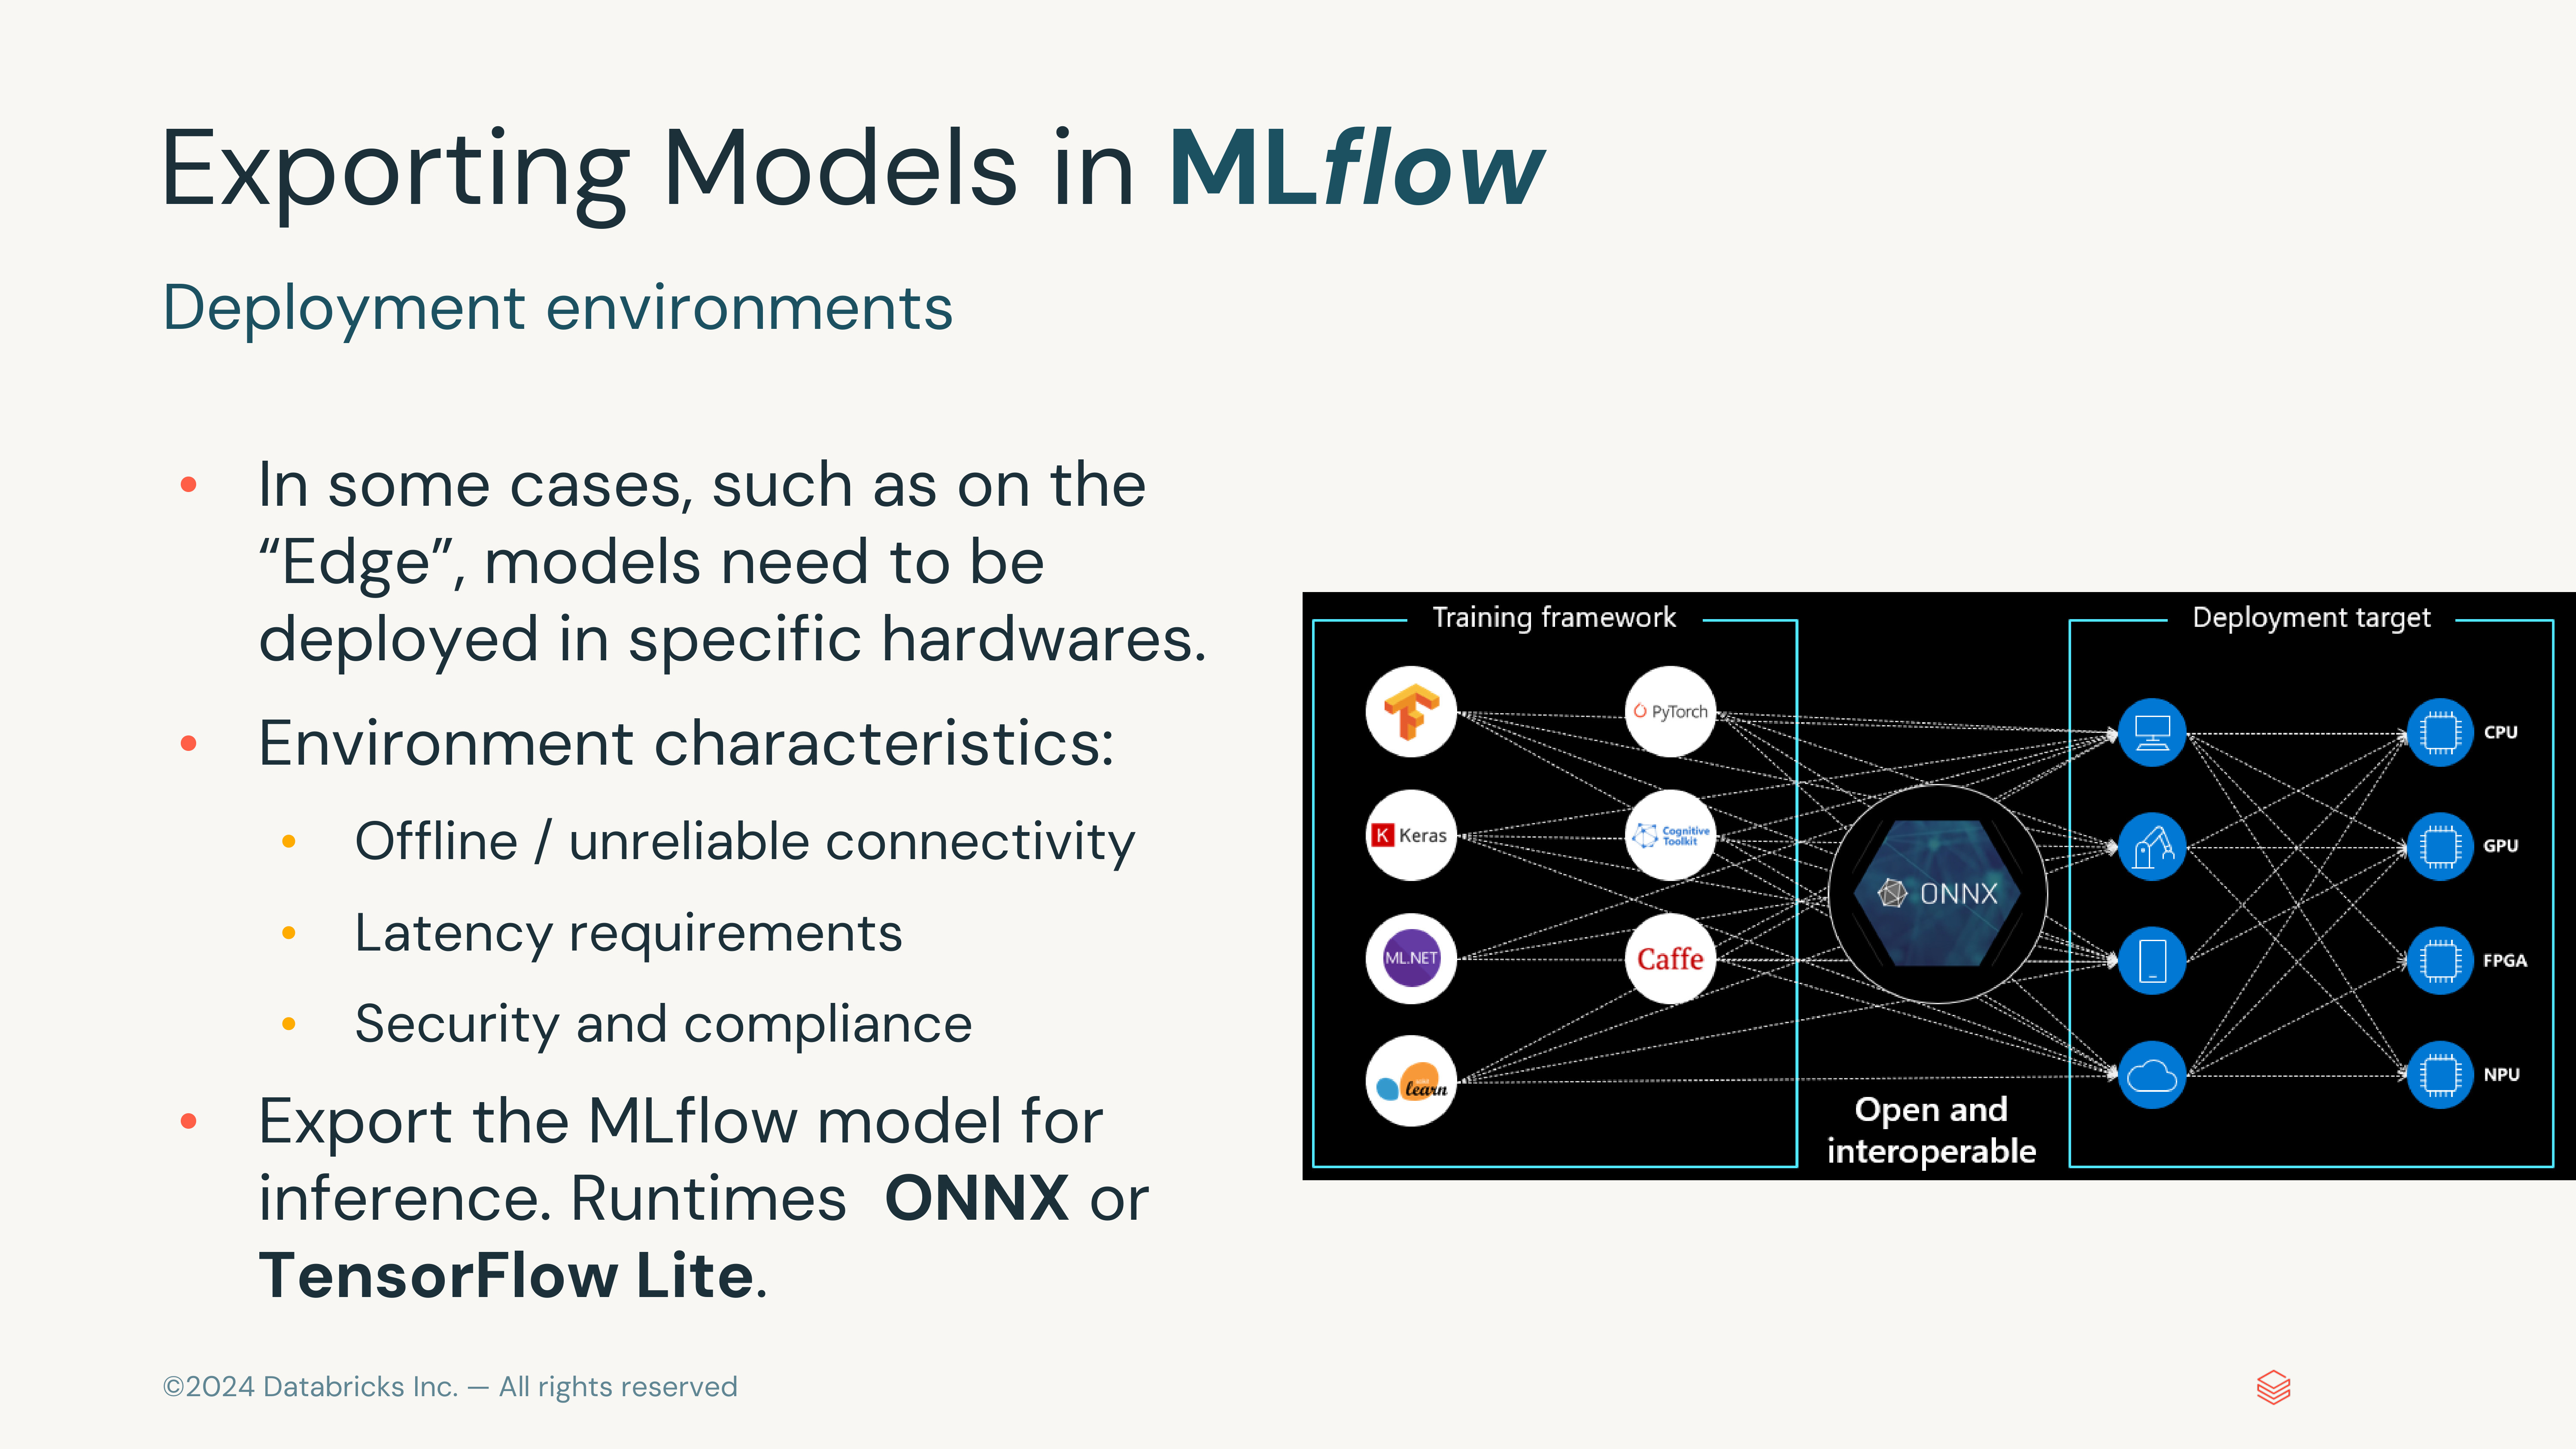 Exporting Models in MLflow
Deployment environments
• In some cases, such as on the
“Edge”, models need to be
deployed in specific hardwares.
• Environment characteristics:
• Offline / unreliable connectivity
• Latency requirements
• Security and compliance
• Export the MLflow model for
inference. Runtimes  ONNX or
TensorFlow Lite.
Training framework
PyTorch
K Keras
Cognitive
Toolkit
ML.NET
Caffe
learn
ONNX
Open and
interoperable
Deployment target
CPU
GPU
FPGA
NPU
©2024 Databricks Inc. — All rights reserved